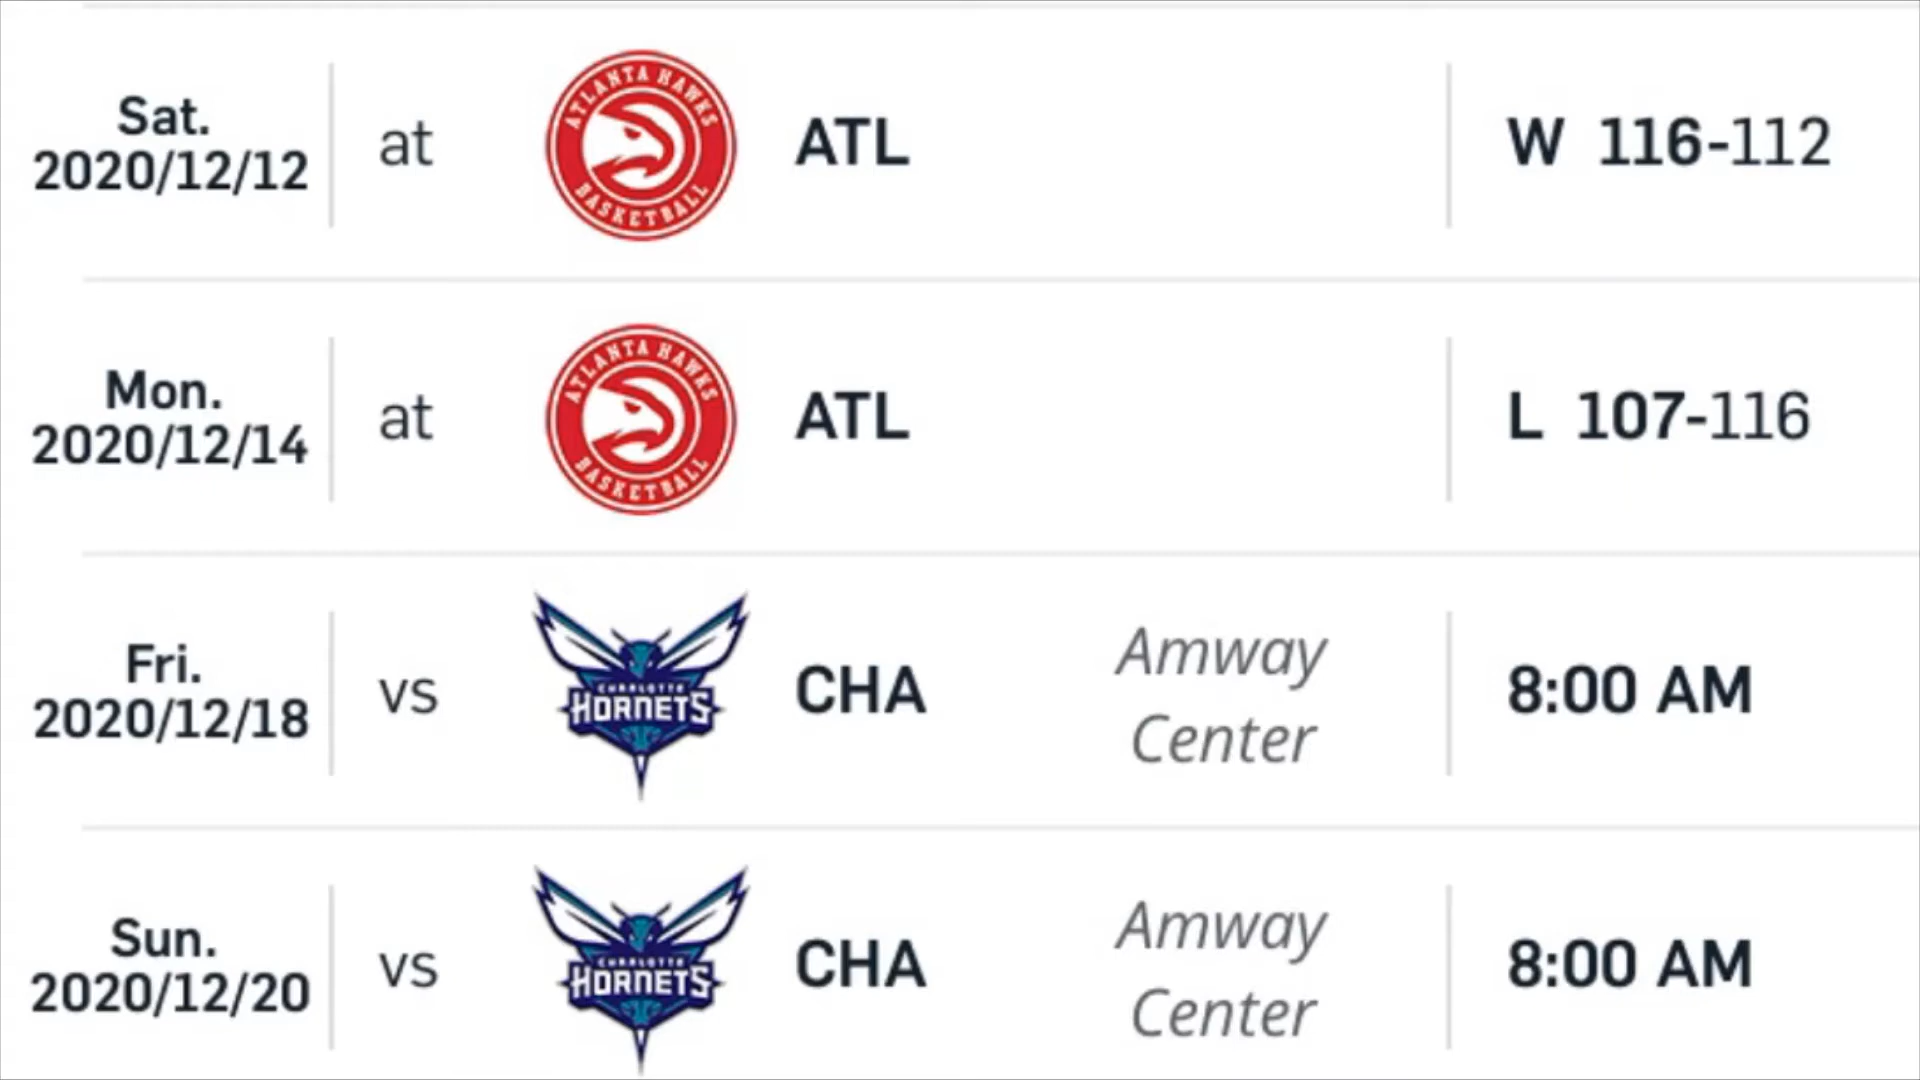 Sat.
2020/12/12
at
ATLANTA HAWKS
BASKETBALL
ATL
W 116-112
Mon.
2020/12/14
at
ATLANTA HAWKS
BASKETBALL
ATL
L 107-116
Fri.
2020/12/18
vs
CHARLOTTE
HORNETS
CHA
Amway
Center
8:00 AM
Sun.
2020/12/20
vs
CHARLOTTE
HORNETS
CHA
Amway
Center
8:00 AM